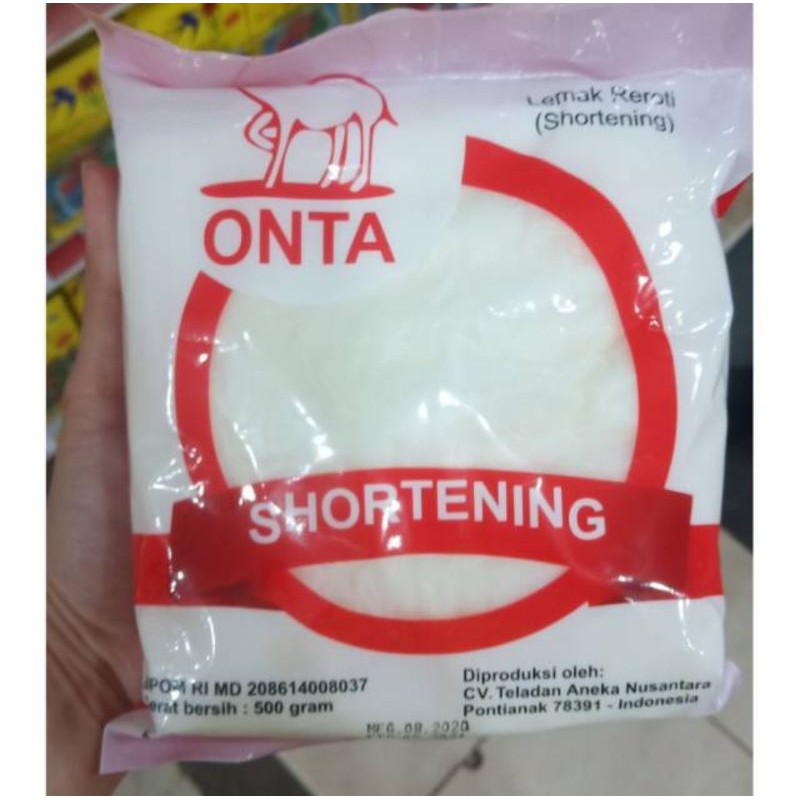 Lemak Reroti
(Shortening)
ONTA
SHORTENING
BPOM RI MD 208614008037
Berat bersih : 500 gram
Diproduksi oleh:
CV. Teladan Aneka Nusantara
Pontianak 78391 - Indonesia